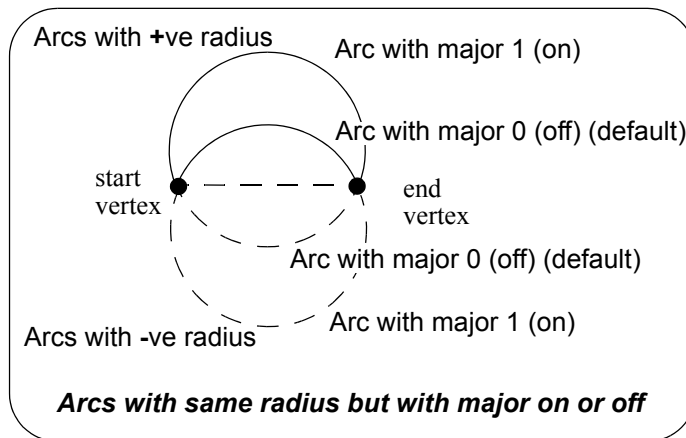 Arcs with +ve radius
Arc with major 1 (on)
Arc with major 0 (off) (default)
start
vertex
end
vertex
Arc with major 0 (off) (default)
Arc with major 1 (on)
Arcs with -ve radius
Arcs with same radius but with major on or off